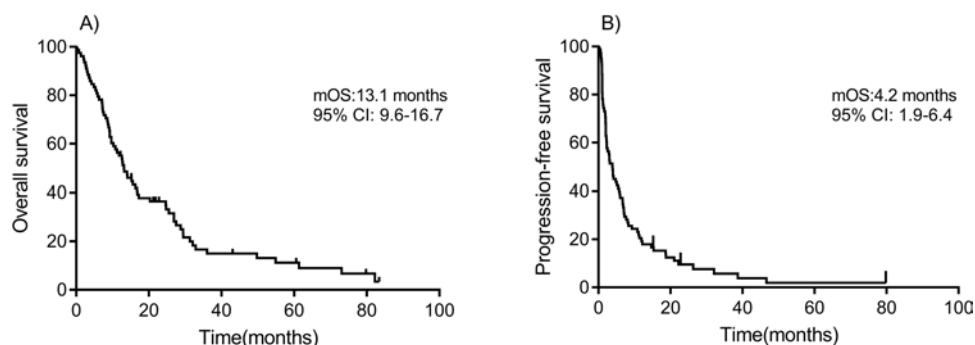 A)
100
80
60
40
20
0
Overall survival
mOS:13.1 months
95% CI: 9.6-16.7
0 20 40 60 80 100
Time(months)
B)
100
80
60
40
20
0
Progression-free survival
mOS:4.2 months
95% CI: 1.9-6.4
0 20 40 60 80 100
Time(months)